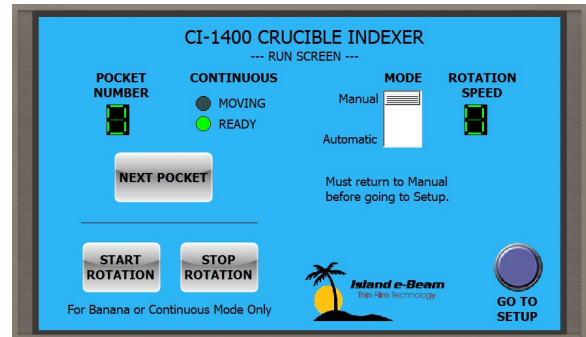 CI-1400 CRUCIBLE INDEXER
--- RUN SCREEN ---
POCKET
NUMBER
CONTINUOUS
MOVING
READY
MODE
Manual
Automatic
ROTATION
SPEED
NEXT POCKET
Must return to Manual
before going to Setup.
START
ROTATION
STOP
ROTATION
For Banana or Continuous Mode Only
Island e-Beam
Thin Film Technology
GO TO
SETUP